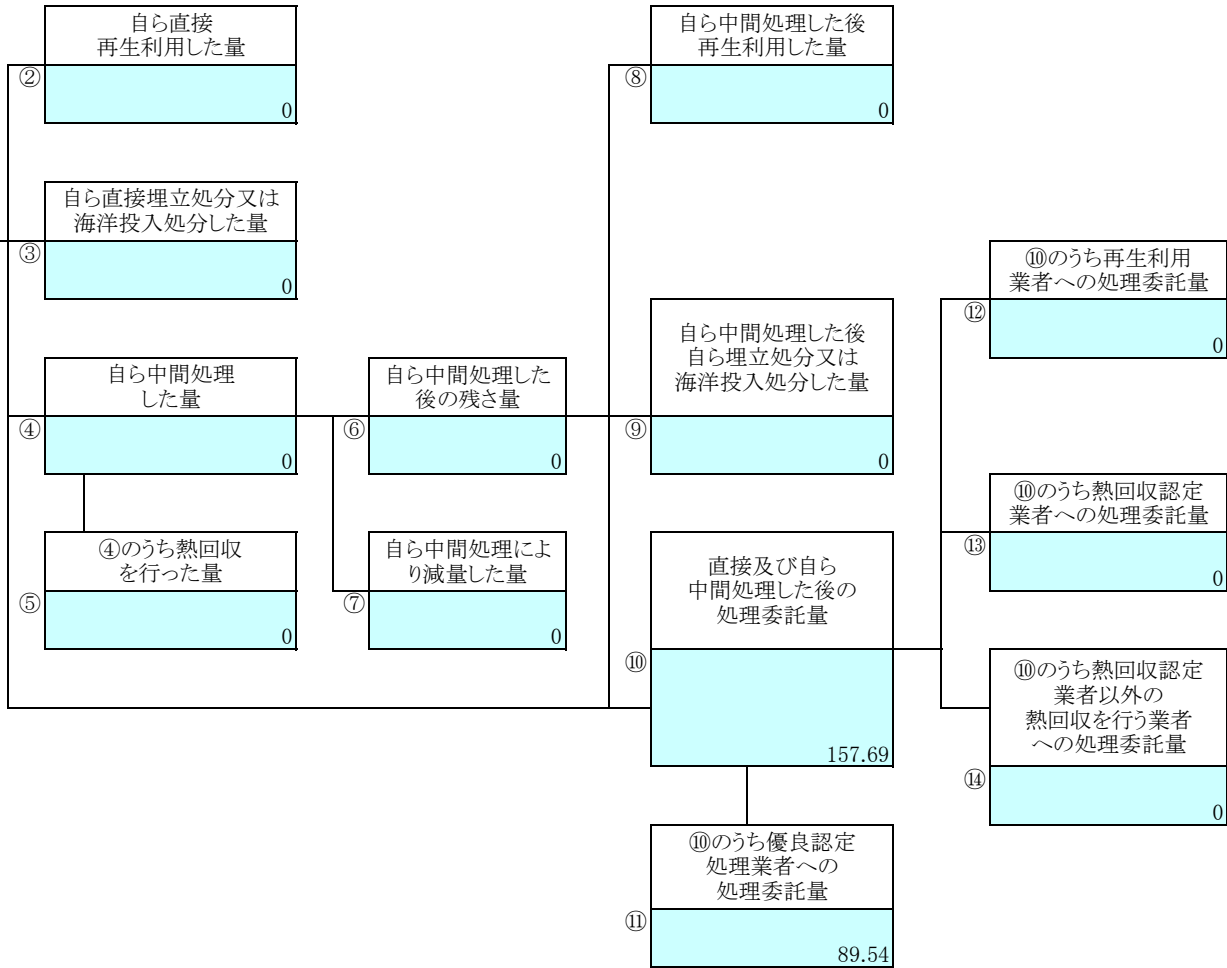 自ら直接
再生利用した量
②
0
自ら中間処理した後
再生利用した量
⑧
0
自ら直接埋立処分又は
海洋投入処分した量
③
0
⑩のうち再生利用
業者への処理委託量
⑫
0
自ら中間処理
した量
④
0
自ら中間処理した
後の残さ量
⑥
0
自ら中間処理した後
自ら埋立処分又は
海洋投入処分した量
⑨
0
⑩のうち熱回収認定
業者への処理委託量
⑬
0
④のうち熱回収
を行った量
⑤
0
自ら中間処理によ
り減量した量
⑦
0
直接及び自ら
中間処理した後の
処理委託量
⑩
157.69
⑩のうち熱回収認定
業者以外の
熱回収を行う業者
への処理委託量
⑭
0
⑩のうち優良認定
処理業者への
処理委託量
⑪
89.54